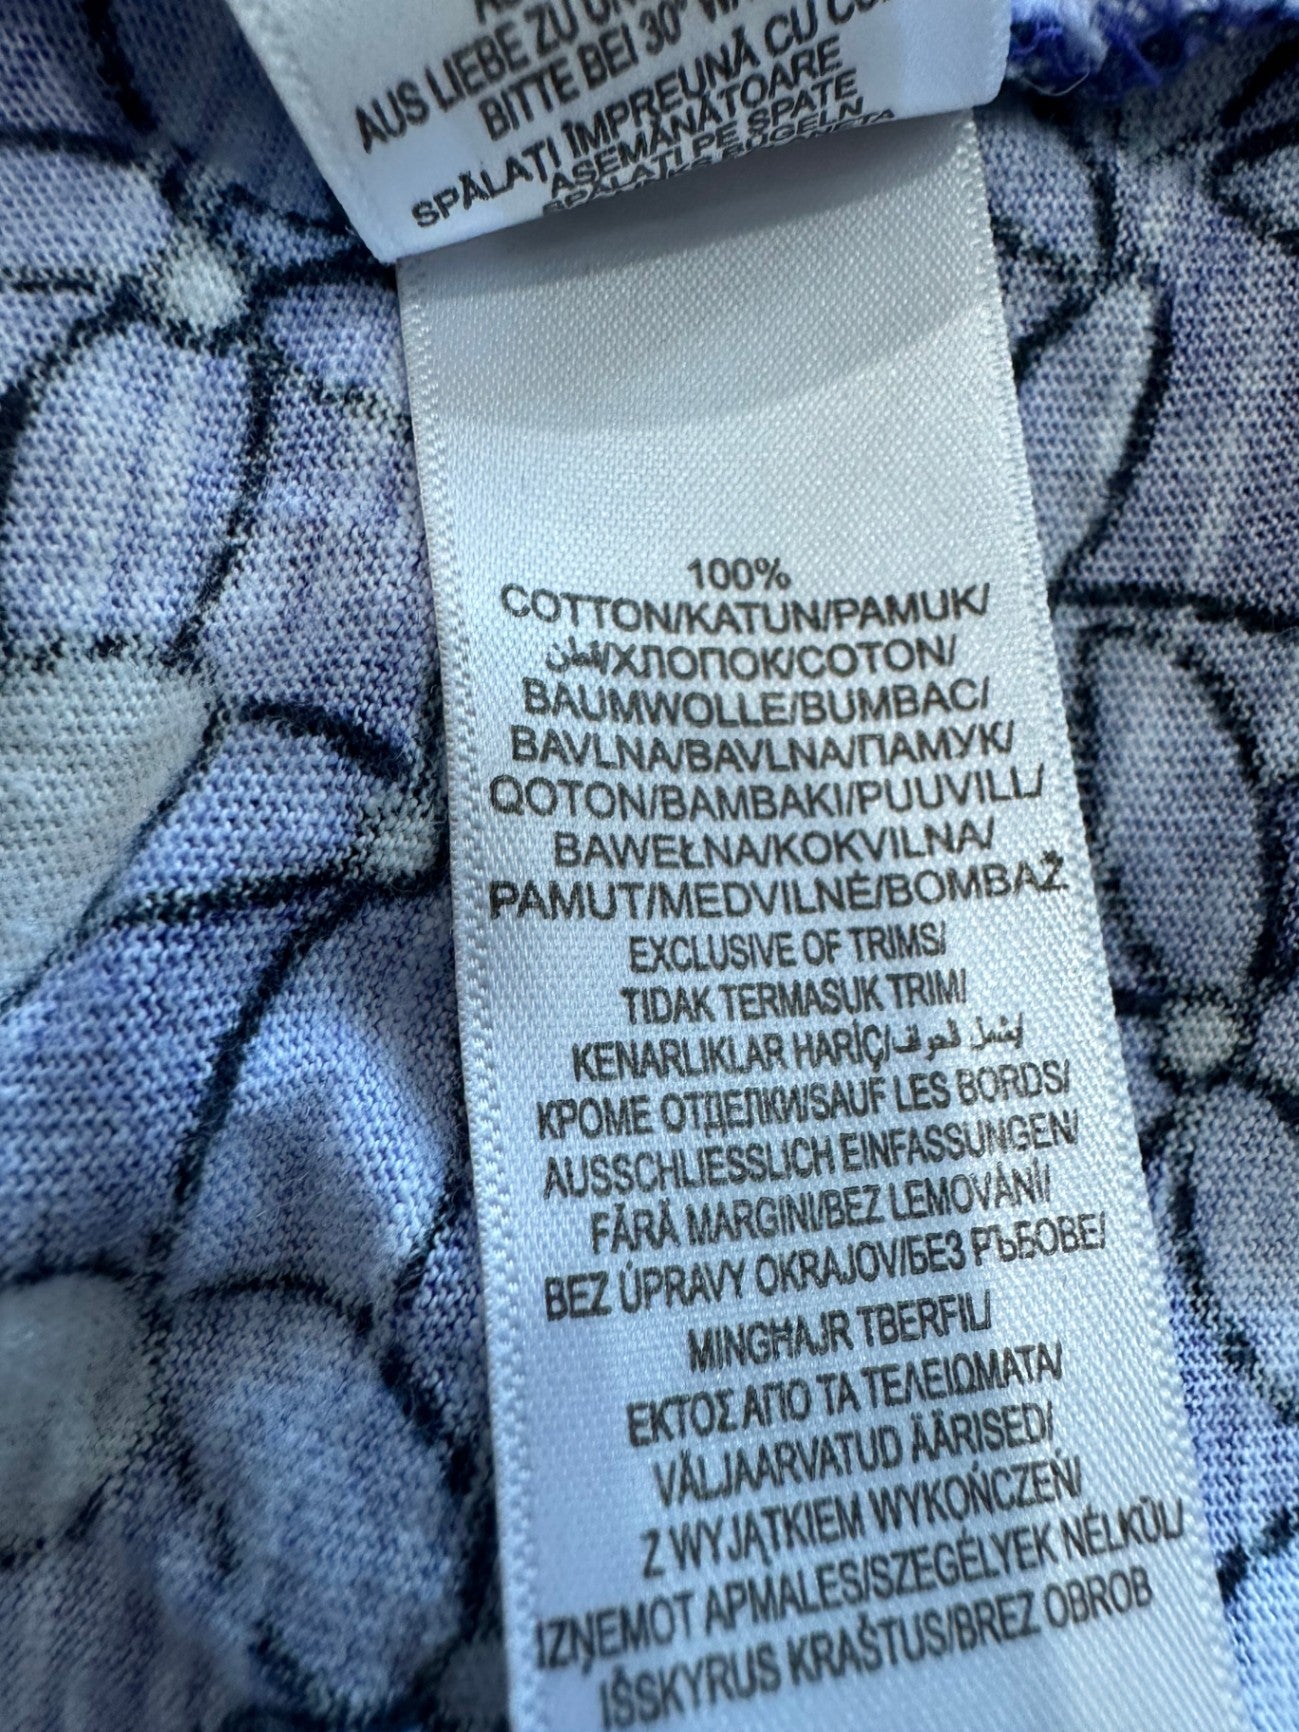 AUS LIEBE ZU
BITTE BEI 30°
SPĂLAȚI ÎMPREUNĂ CU
ASEMĂNĂTOARE
SPĂLAȚI PE SPATE
BÜGELN
100%
COTTON/KATUN/PAMUK/
قطن/ХЛОПОК/COTON/
BAUMWOLLE/BUMBAC/
BAVLNA/BAVLNA/ПАМУК/
QOTON/BAMBAKI/PUUVILL/
BAWEŁNA/KOKVILNA/
PAMUT/MEDVILNĖ/BOMBAŽ
EXCLUSIVE OF TRIMS/
TIDAK TERMASUK TRIM/
KENARLIKLAR HARİÇ/يشمل الحواف/
КРОМЕ ОТДЕЛКИ/SAUF LES BORDS/
AUSSCHLIESSLICH EINFASSUNGEN/
FĂRĂ MARGINI/BEZ LEMOVÁNÍ/
BEZ ÚPRAVY OKRAJOV/БЕЗ РЪБОВЕ/
MINGĦAJR TBERFIL/
ΕΚΤΟΣ ΑΠΟ ΤΑ ΤΕΛΕΙΩΜΑΤΑ/
VÄLJAARVATUD ÄÄRISED/
Z WYJĄTKIEM WYKOŃCZEŃ/
IZŅEMOT APMALES/SZEGÉLYEK NÉLKÜL/
IŠSKYRUS KRAŠTUS/BREZ OBROB